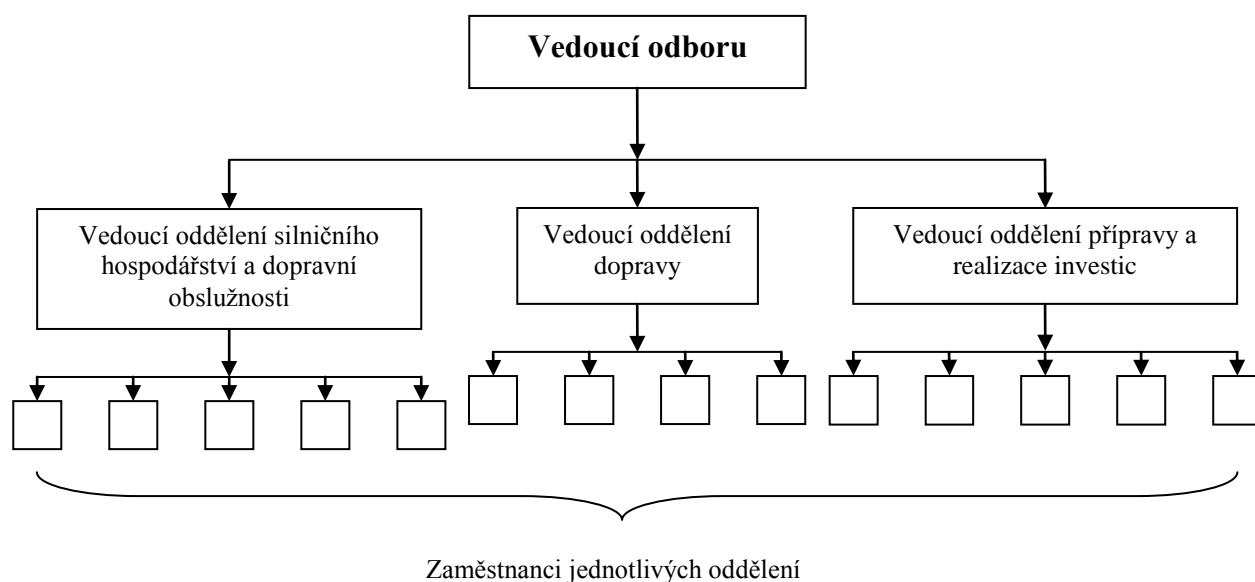 Vedoucí odboru
Vedoucí oddělení silničního
hospodářství a dopravní
obslužnosti
Vedoucí oddělení
dopravy
Vedoucí oddělení přípravy a
realizace investic
Zaměstnanci jednotlivých oddělení